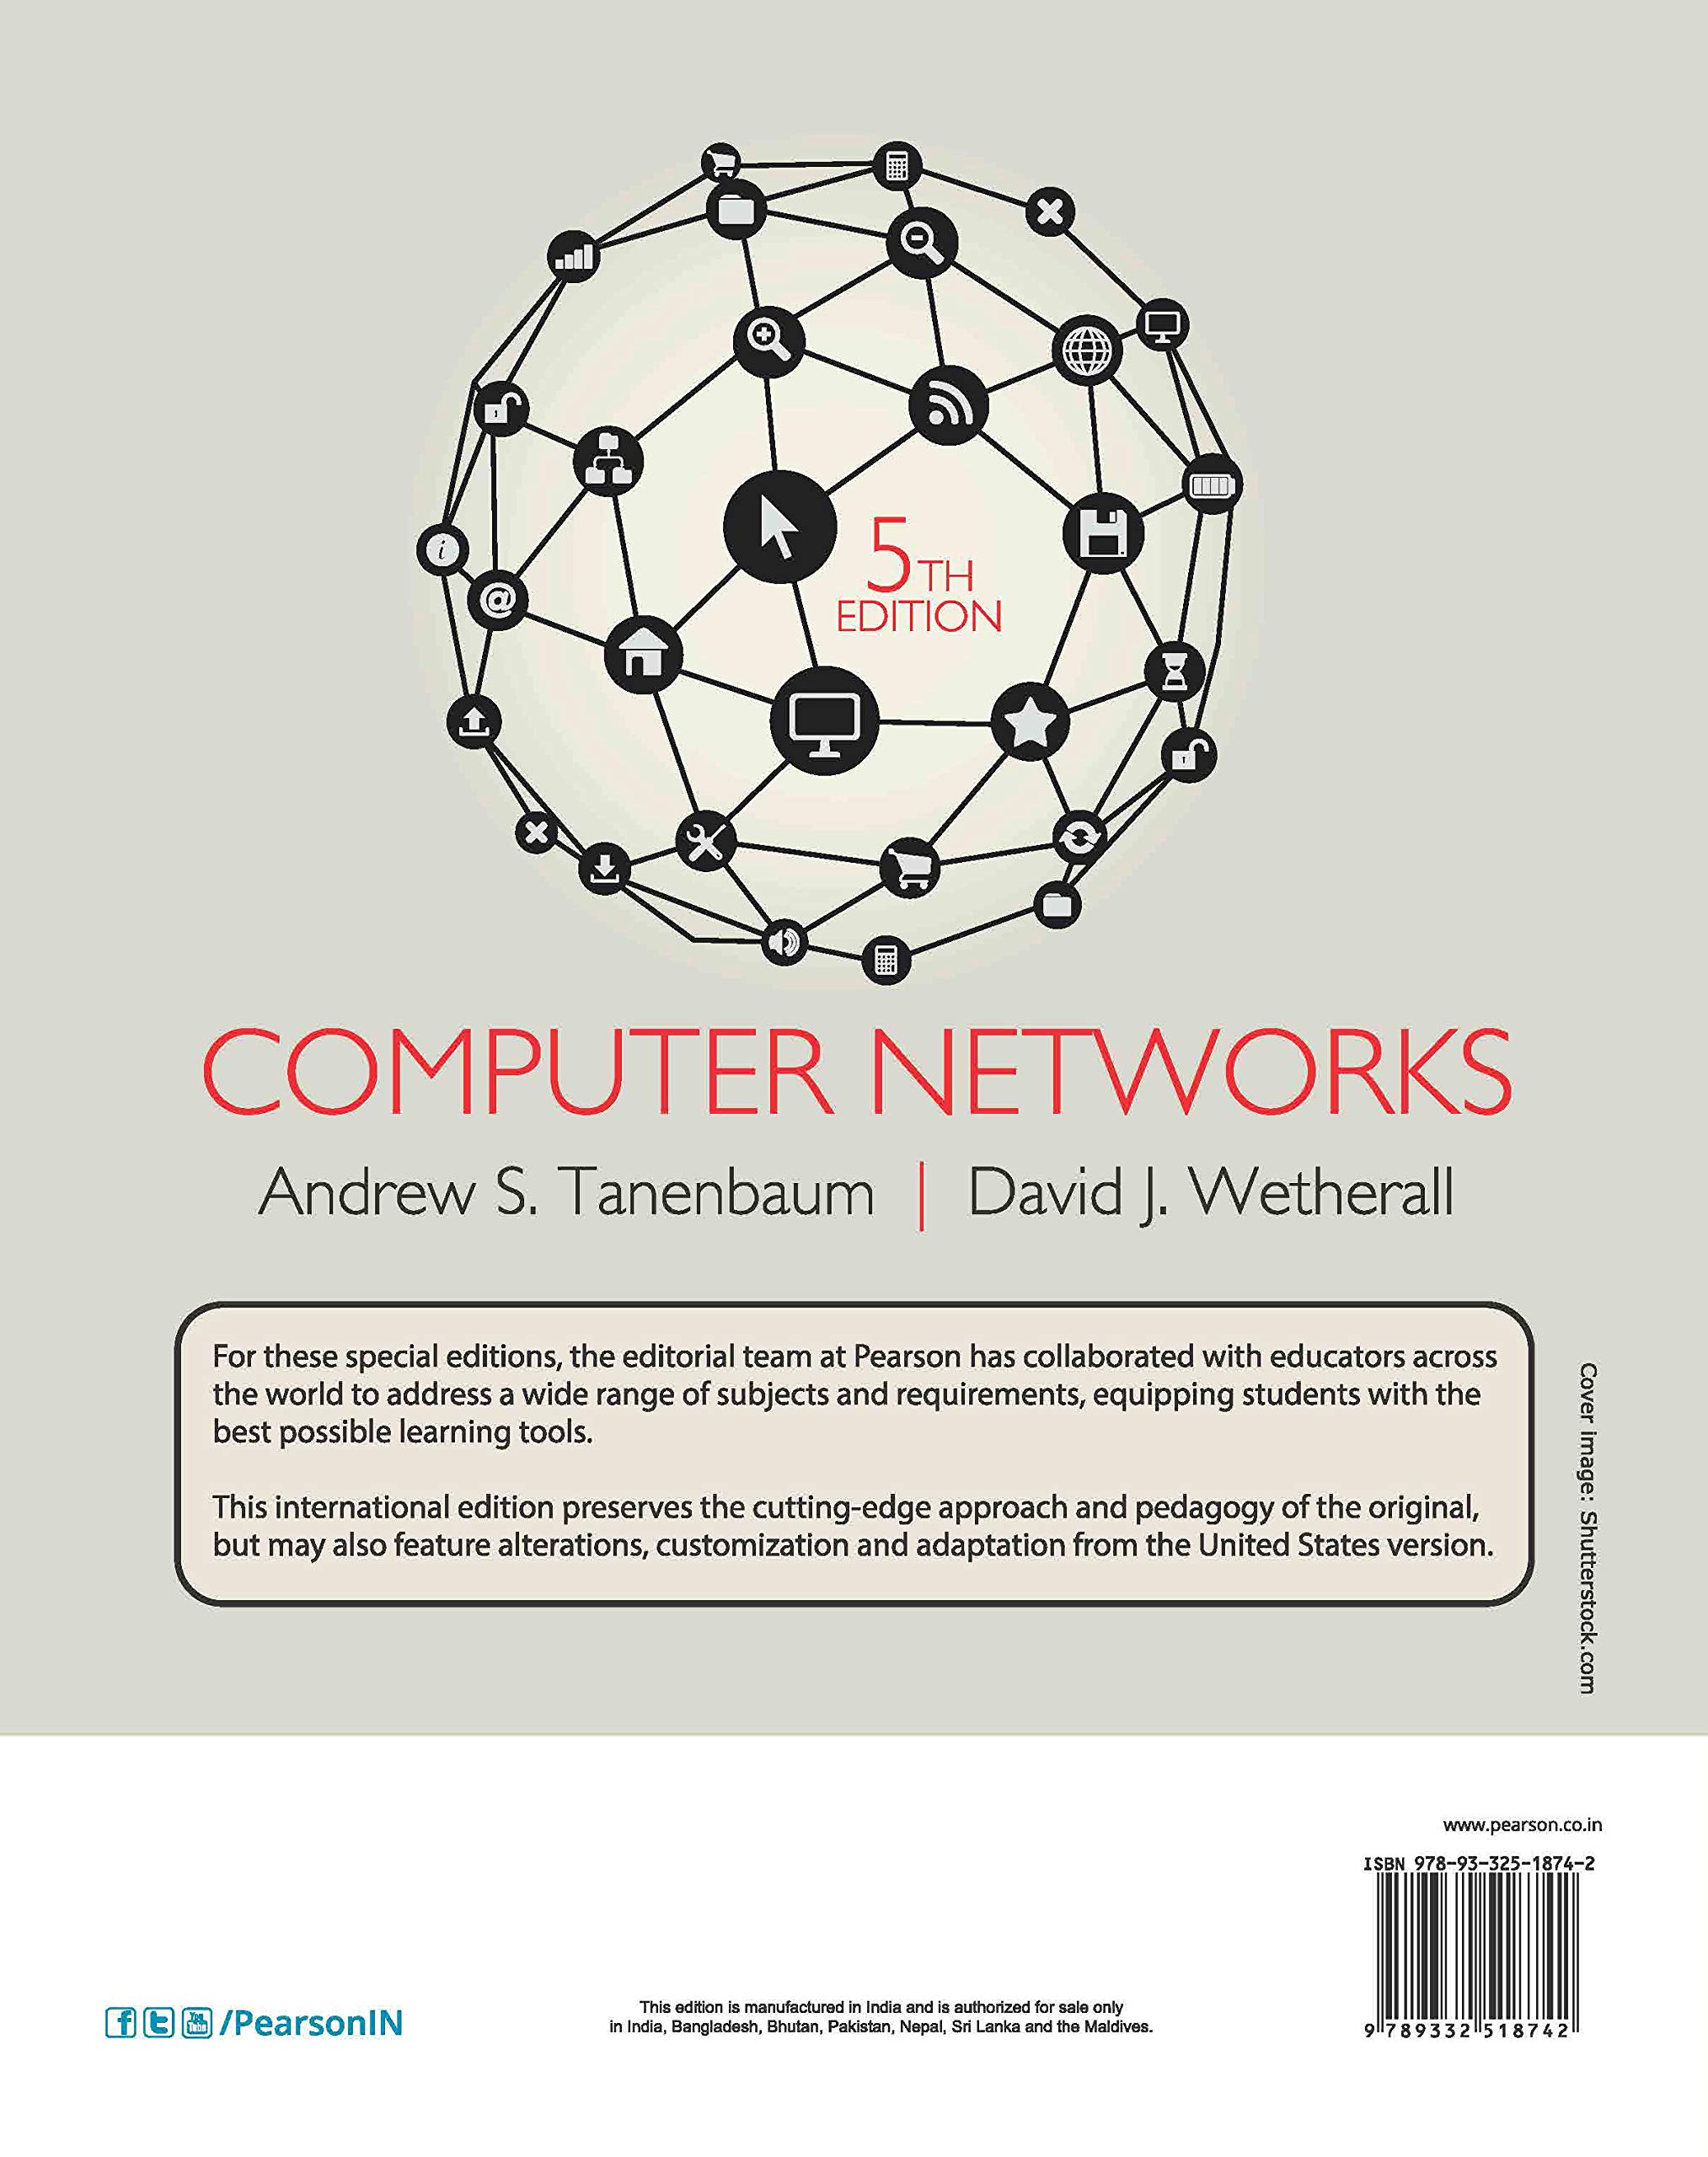 5TH
EDITION
COMPUTER NETWORKS
Andrew S. Tanenbaum | David J. Wetherall
For these special editions, the editorial team at Pearson has collaborated with educators across
the world to address a wide range of subjects and requirements, equipping students with the
best possible learning tools.
This international edition preserves the cutting-edge approach and pedagogy of the original,
but may also feature alterations, customization and adaptation from the United States version.
Cover image: Shutterstock.com
www.pearson.co.in
ISBN 978-93-325-1874-2
9 789332 518742
/PearsonIN
This edition is manufactured in India and is authorized for sale only
in India, Bangladesh, Bhutan, Pakistan, Nepal, Sri Lanka and the Maldives.